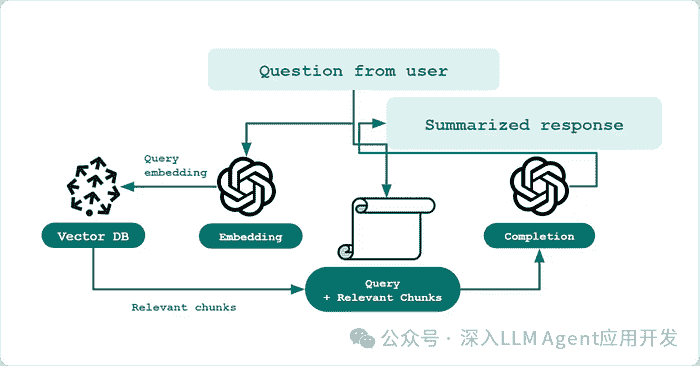 Question from user
Summarized response
Query
embedding
Vector DB
Embedding
Completion
Query
+ Relevant Chunks
Relevant chunks
公众号 · 深入LLM Agent应用开发